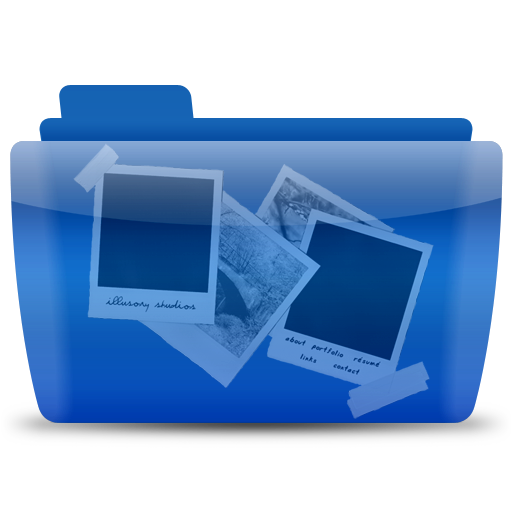 illusory studios
about portfolio résumé
links contact